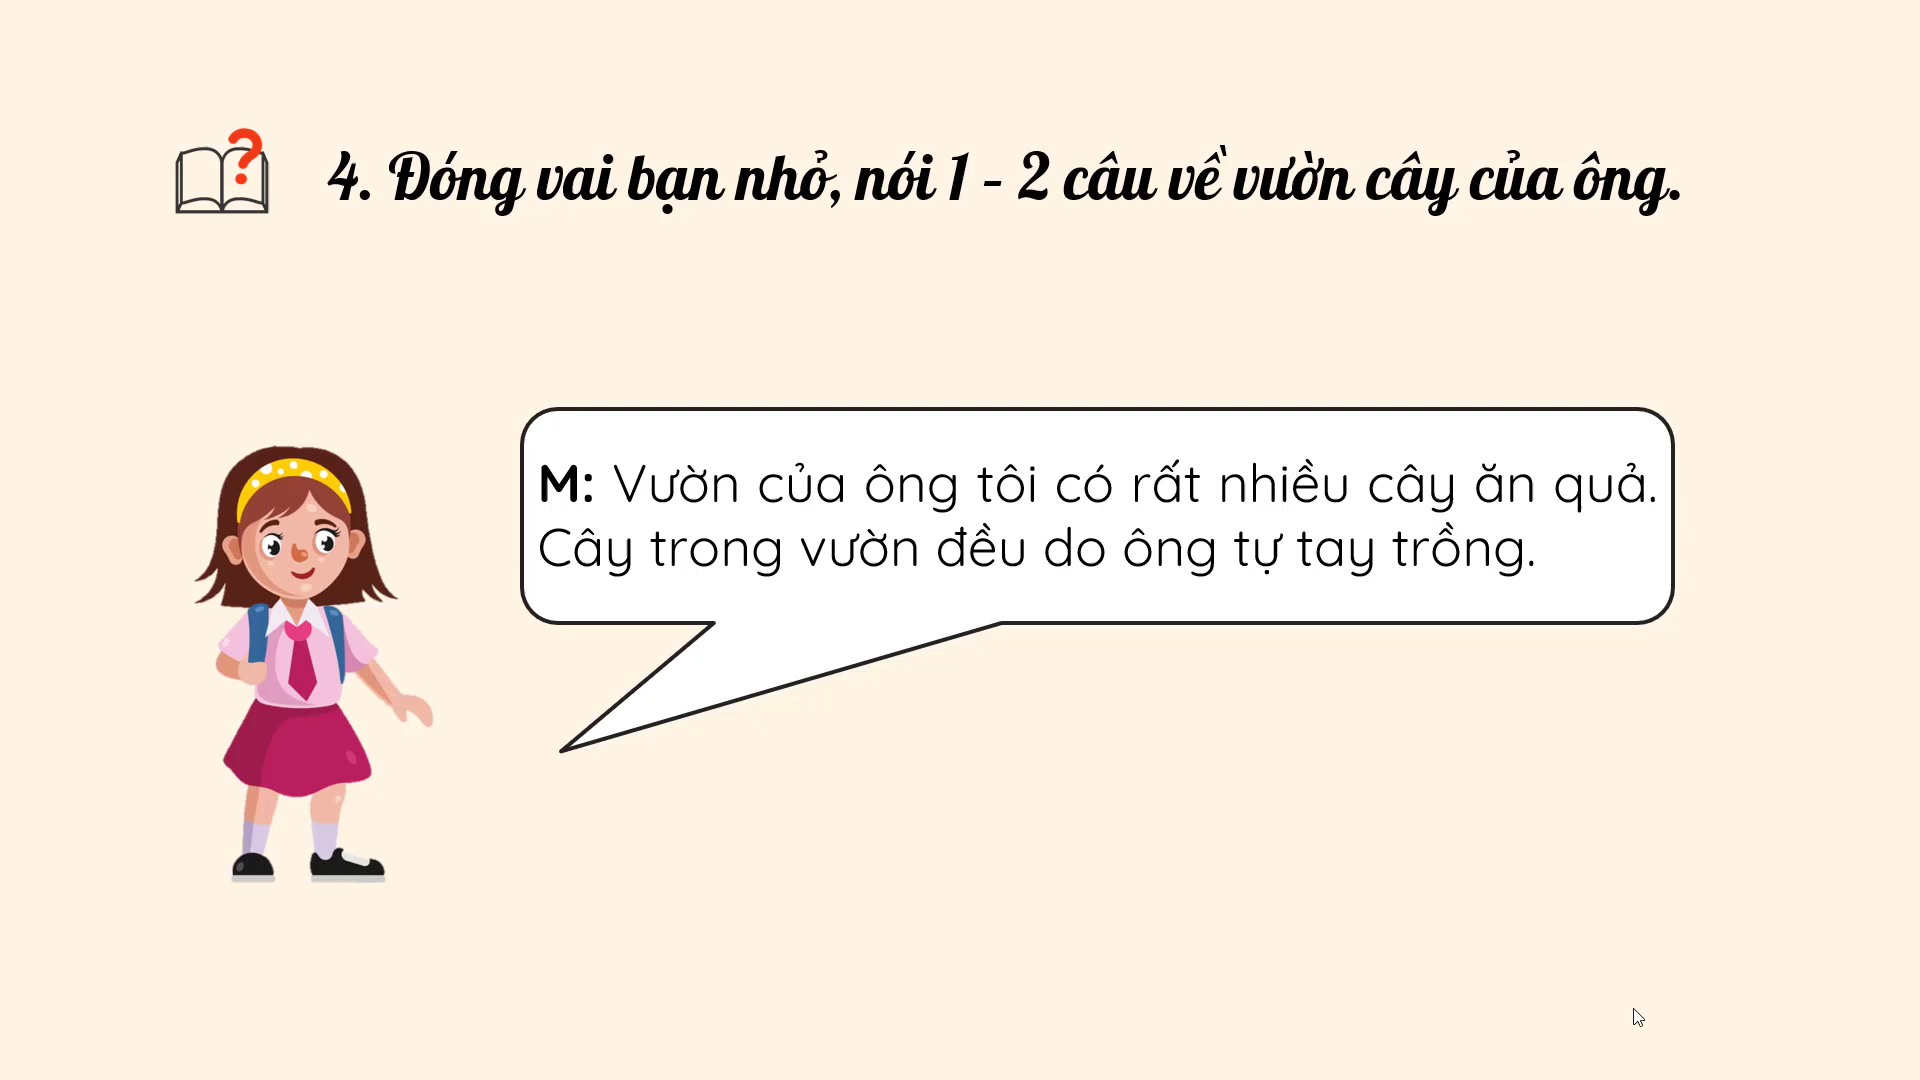 4. Đóng vai bạn nhỏ, nói 1 - 2 câu về vườn cây của ông.
M: Vườn của ông tôi có rất nhiều cây ăn quả.
Cây trong vườn đều do ông tự tay trồng.